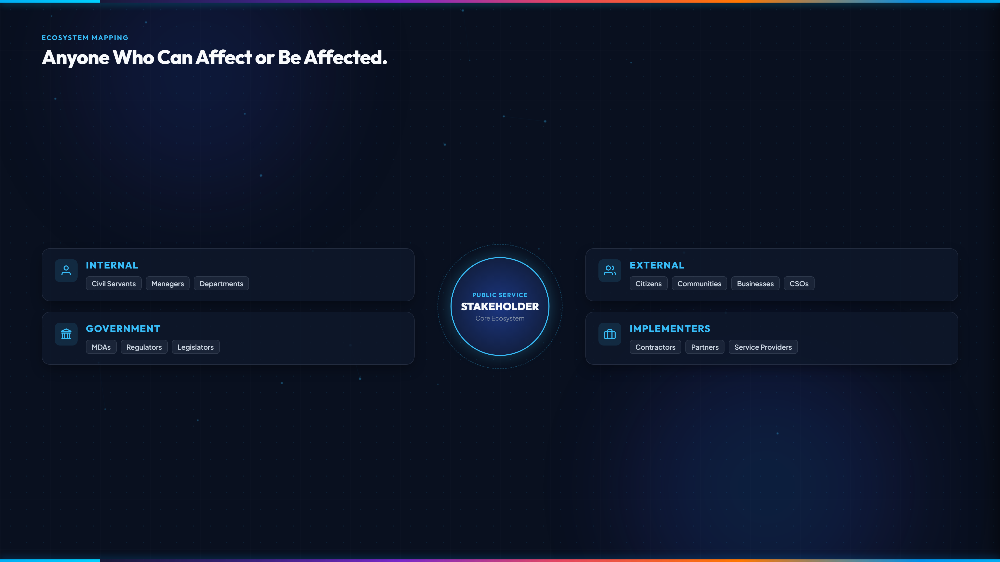 ECOSYSTEM MAPPING
Anyone Who Can Affect or Be Affected.
INTERNAL
Civil Servants Managers Departments
GOVERNMENT
MDAs Regulators Legislators
PUBLIC SERVICE
STAKEHOLDER
Core Ecosystem
EXTERNAL
Citizens Communities Businesses CSOs
IMPLEMENTERS
Contractors Partners Service Providers